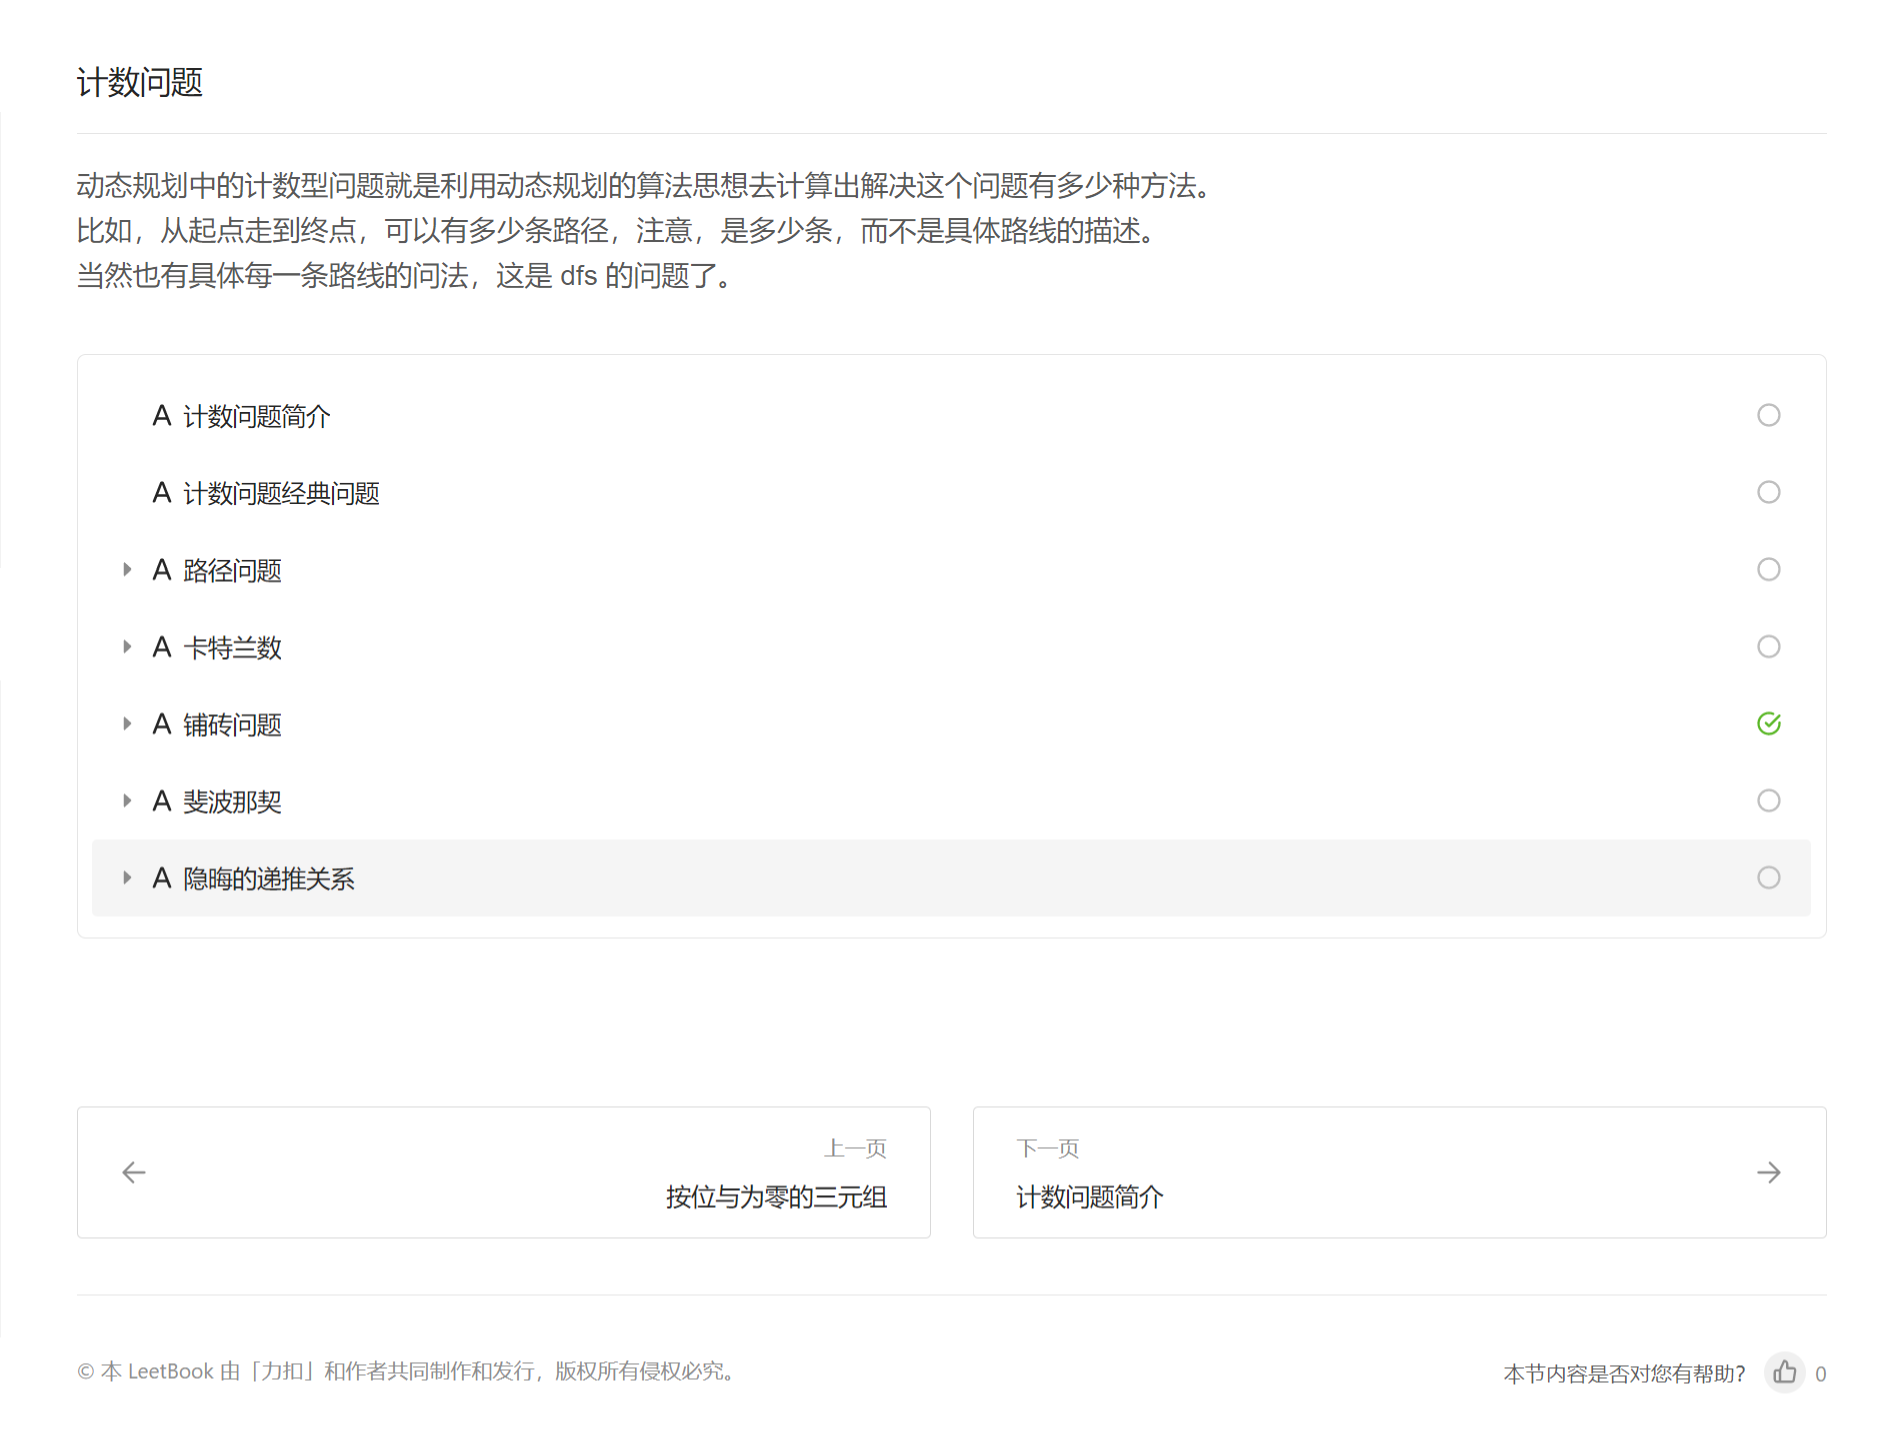 计数问题
动态规划中的计数型问题就是利用动态规划的算法思想去计算出解决这个问题有多少种方法。
比如，从起点走到终点，可以有多少条路径，注意，是多少条，而不是具体路线的描述。
当然也有具体每一条路线的问法，这是 dfs 的问题了。
A 计数问题简介
A 计数问题经典问题
A 路径问题
A 卡特兰数
A 铺砖问题
A 斐波那契
A 隐晦的递推关系
上一页
按位与为零的三元组
下一页
计数问题简介
© 本 LeetBook 由「力扣」和作者共同制作和发行，版权所有侵权必究。
本节内容是否对您有帮助？ 0